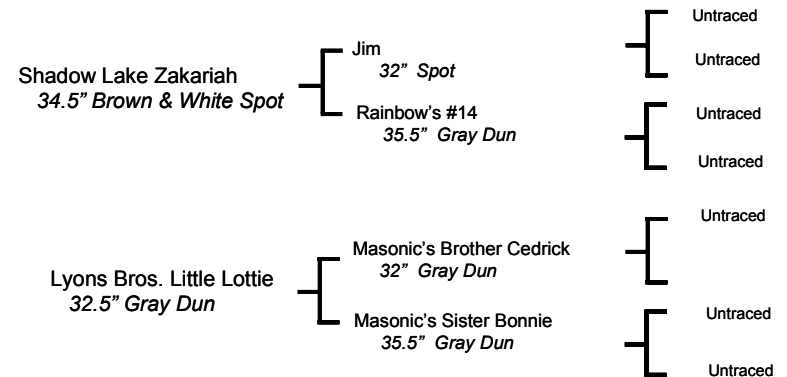 Shadow Lake Zakariah
34.5” Brown & White Spot
Jim
32” Spot
Rainbow’s #14
35.5” Gray Dun
Untraced
Untraced
Untraced
Untraced
Lyons Bros. Little Lottie
32.5” Gray Dun
Masonic’s Brother Cedrick
32” Gray Dun
Masonic’s Sister Bonnie
35.5” Gray Dun
Untraced
Untraced
Untraced